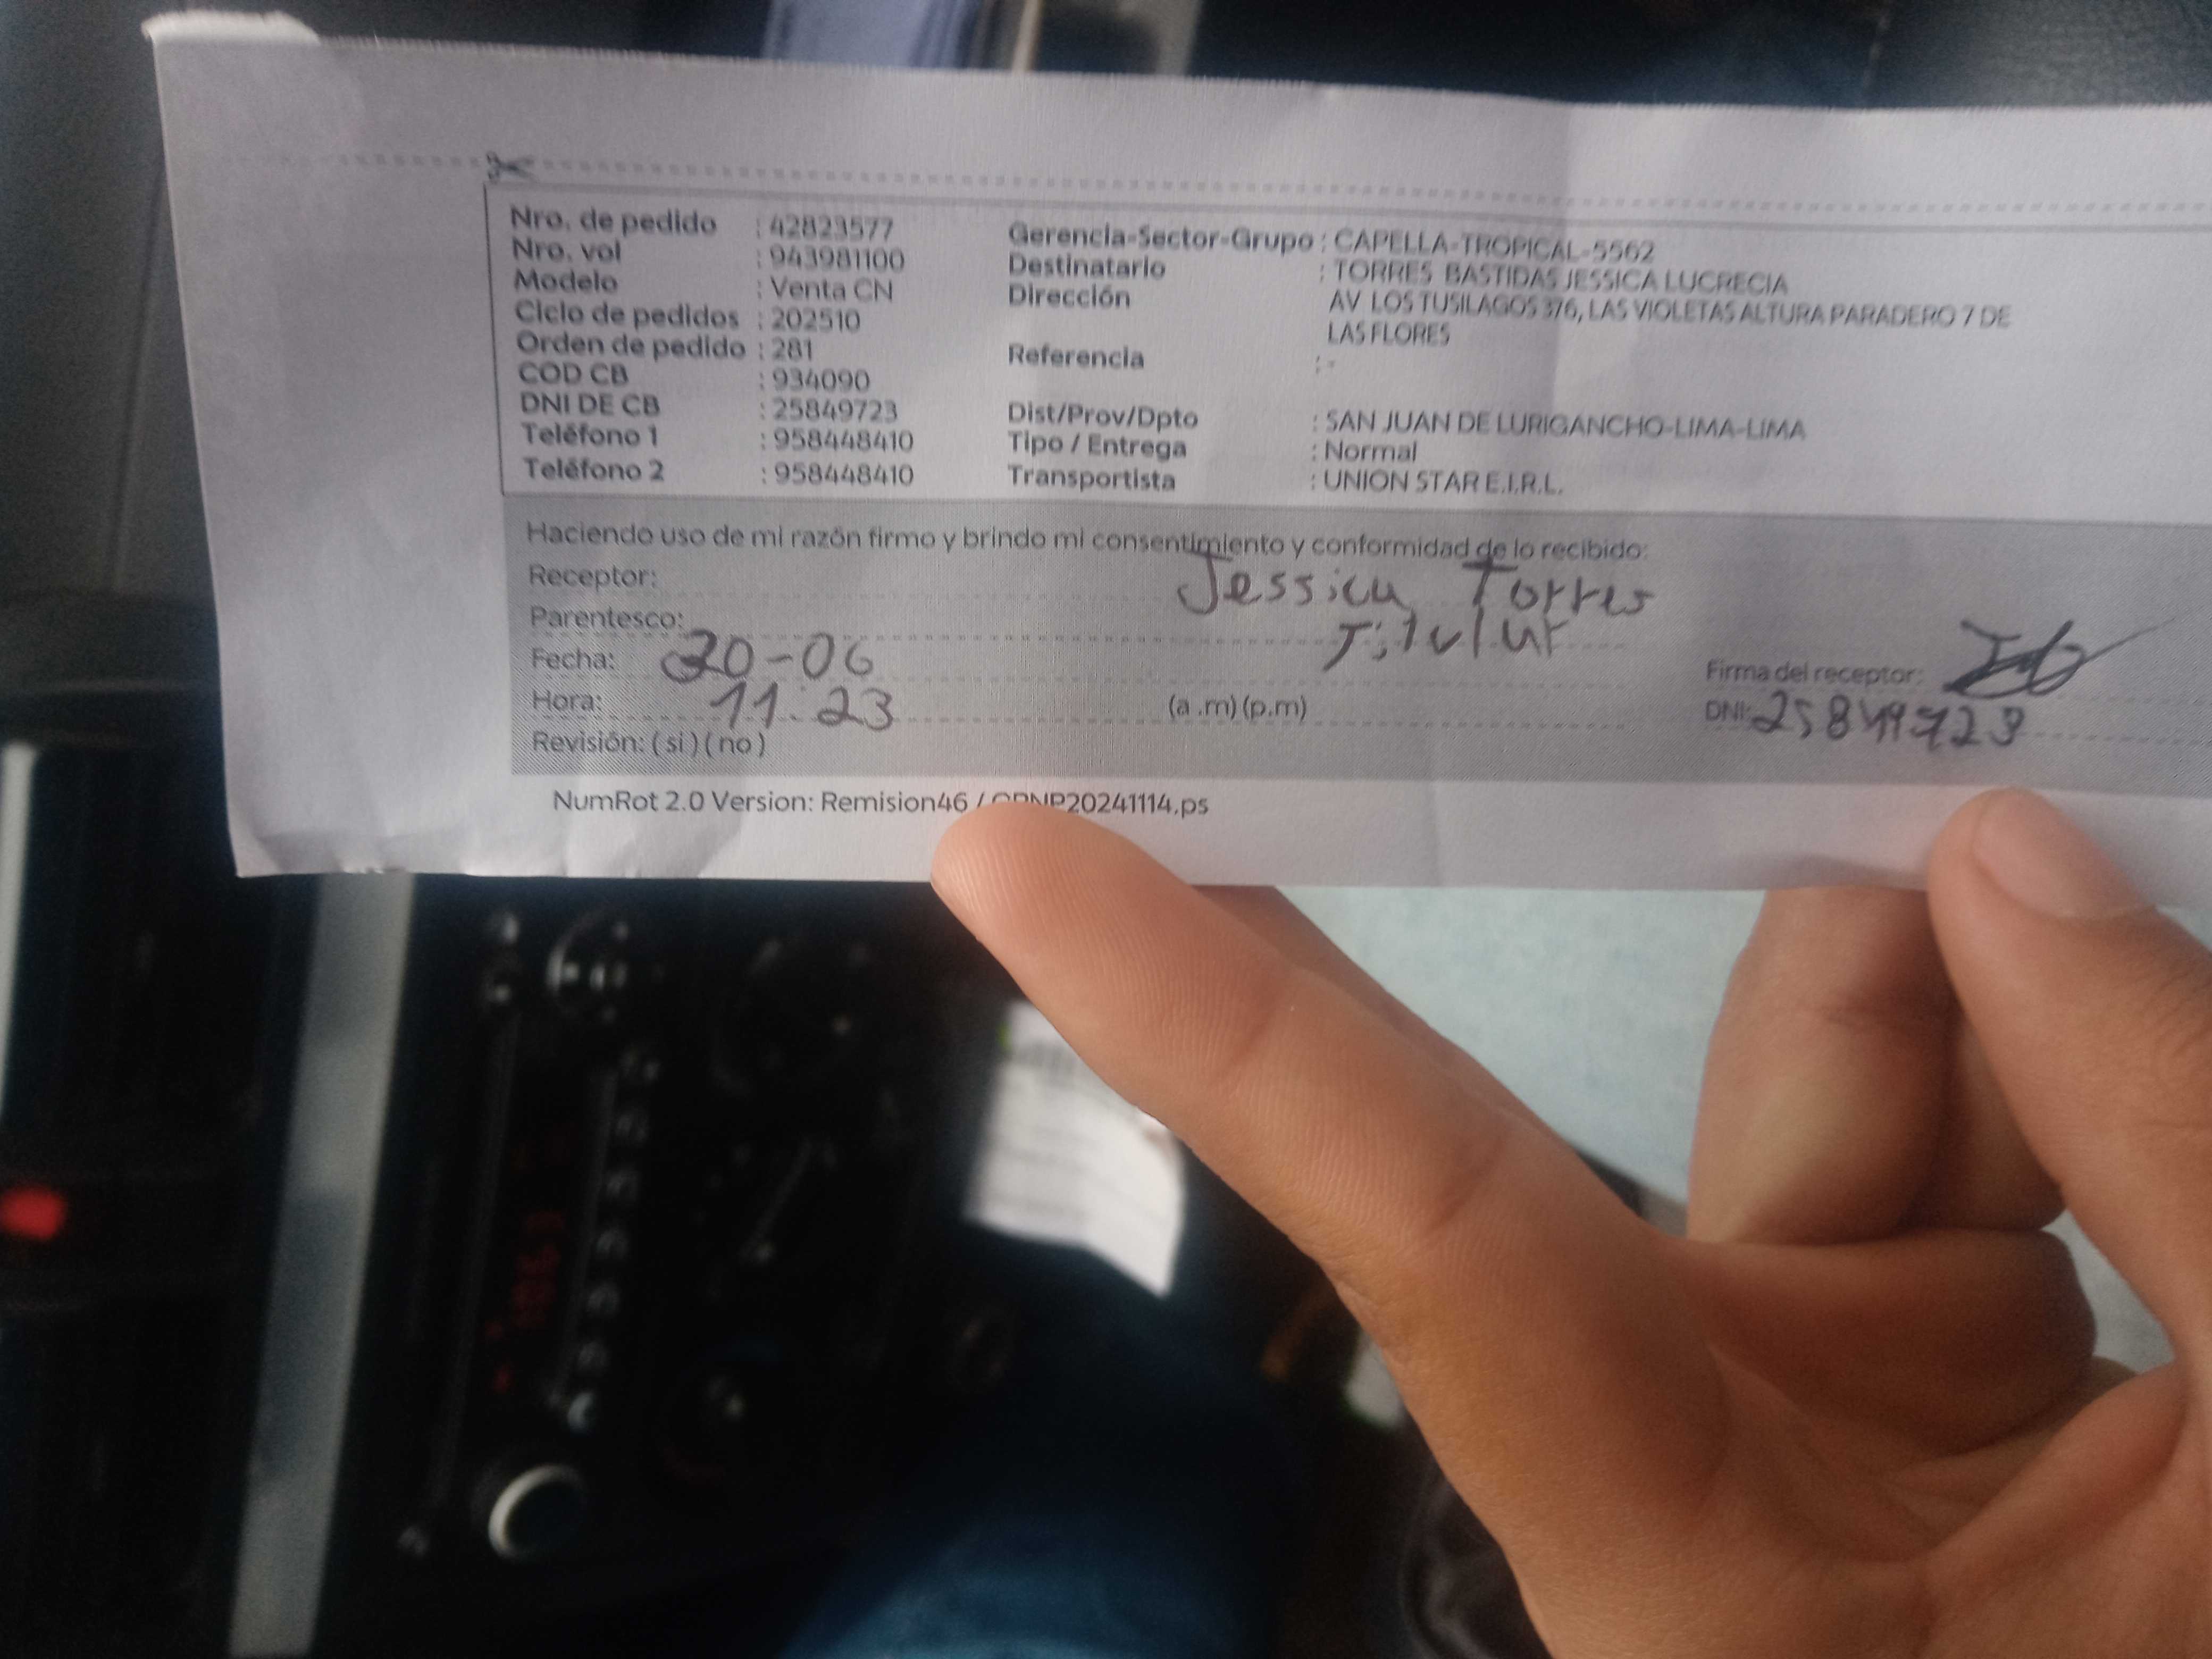 Nro. de pedido : 42823577
Nro. vol : 943981100
Modelo : Venta CN
Ciclo de pedidos : 202510
Orden de pedido : 281
COD CB : 934090
DNI DE CB : 25849723
Teléfono 1 : 958448410
Teléfono 2 : 958448410
Gerencia-Sector-Grupo : CAPELLA-TROPICAL-5562
Destinatario : TORRES BASTIDAS JESSICA LUCRECIA
Dirección AV LOS TUSILAGOS 376, LAS VIOLETAS ALTURA PARADERO 7 DE
LAS FLORES
Referencia : -
Dist/Prov/Dpto : SAN JUAN DE LURIGANCHO-LIMA-LIMA
Tipo / Entrega : Normal
Transportista : UNION STAR E.I.R.L.
Haciendo uso de mi razón firmo y brindo mi consentimiento y conformidad de lo recibido:
Receptor: Jessica Torres
Parentesco: Titular
Fecha: 20-06
Hora: 11:23 (a .m) (p.m)
Revisión: ( si ) ( no )
Firma del receptor:
DNI: 25849723
NumRot 2.0 Version: Remision46 / 20241114.ps